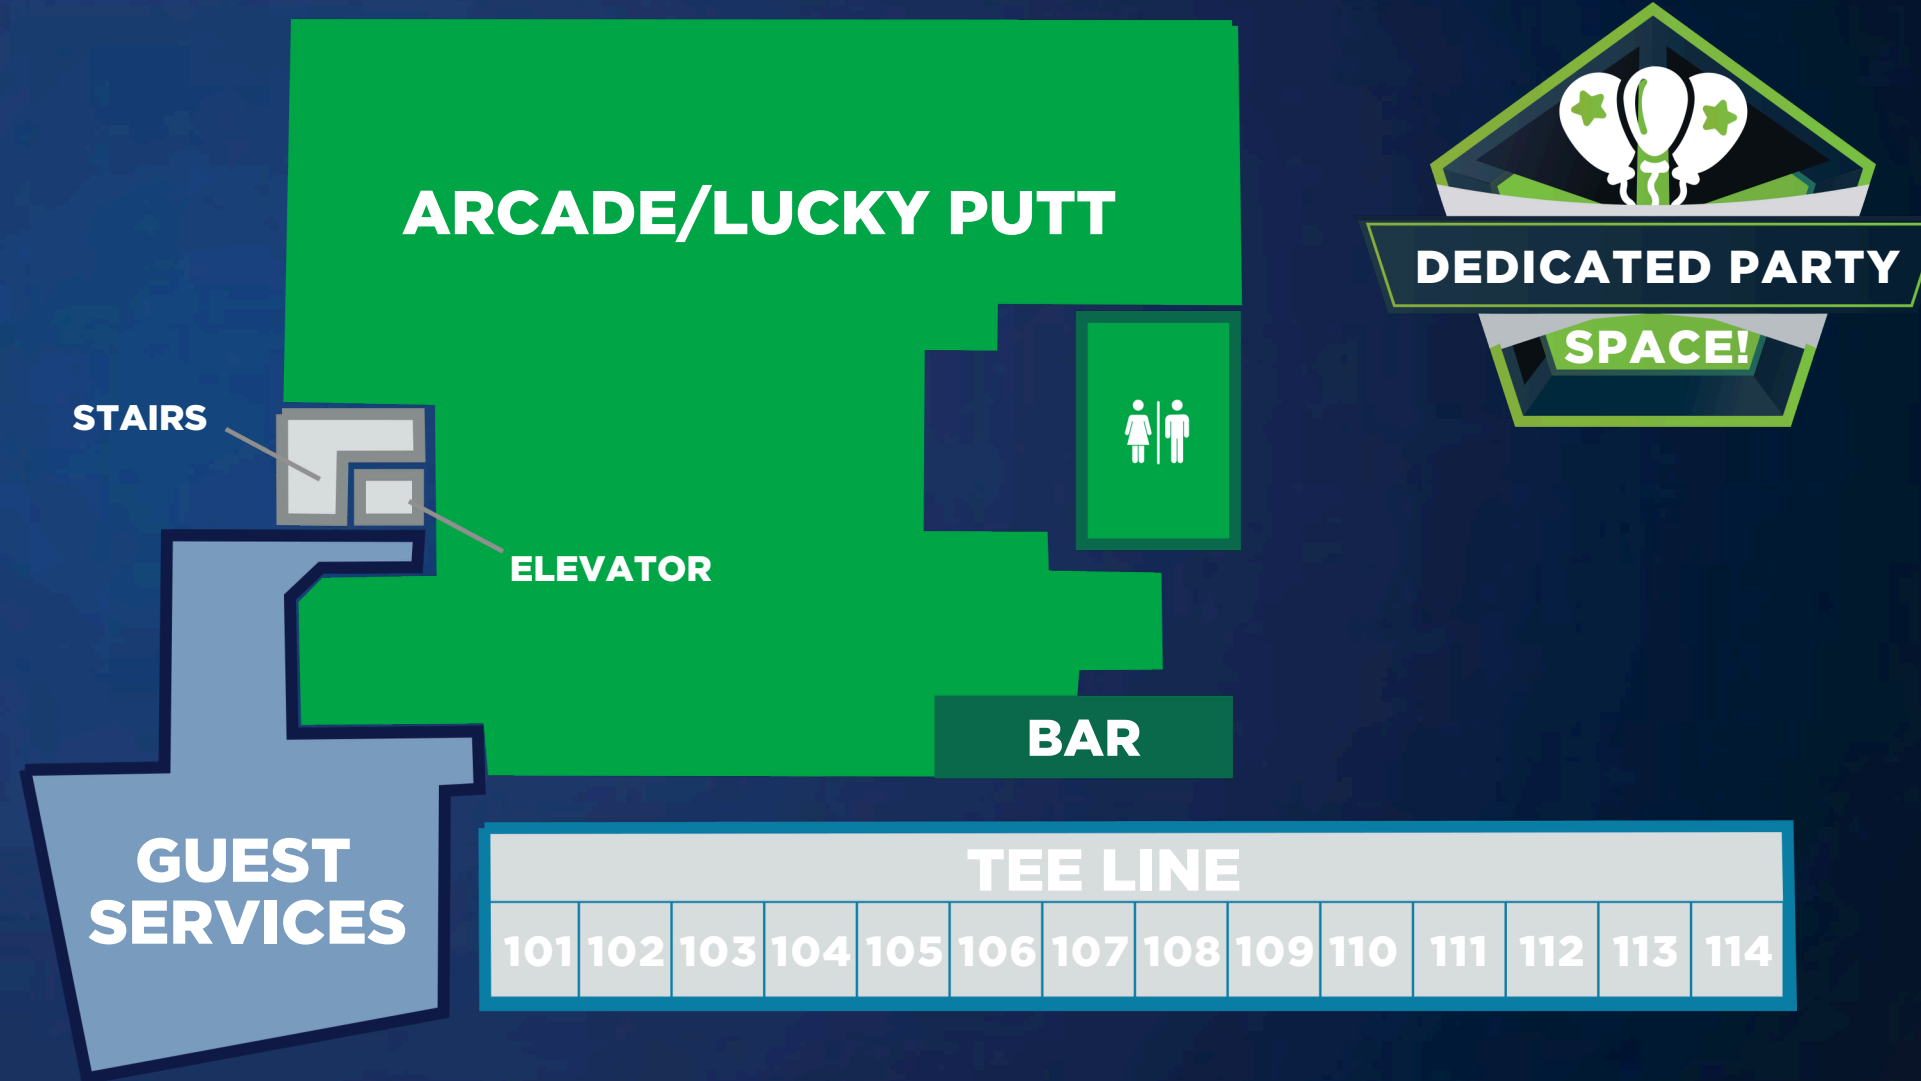 ARCADE/LUCKY PUTT
DEDICATED PARTY
SPACE!
STAIRS
ELEVATOR
BAR
GUEST
SERVICES
TEE LINE
101 102 103 104 105 106 107 108 109 110 111 112 113 114